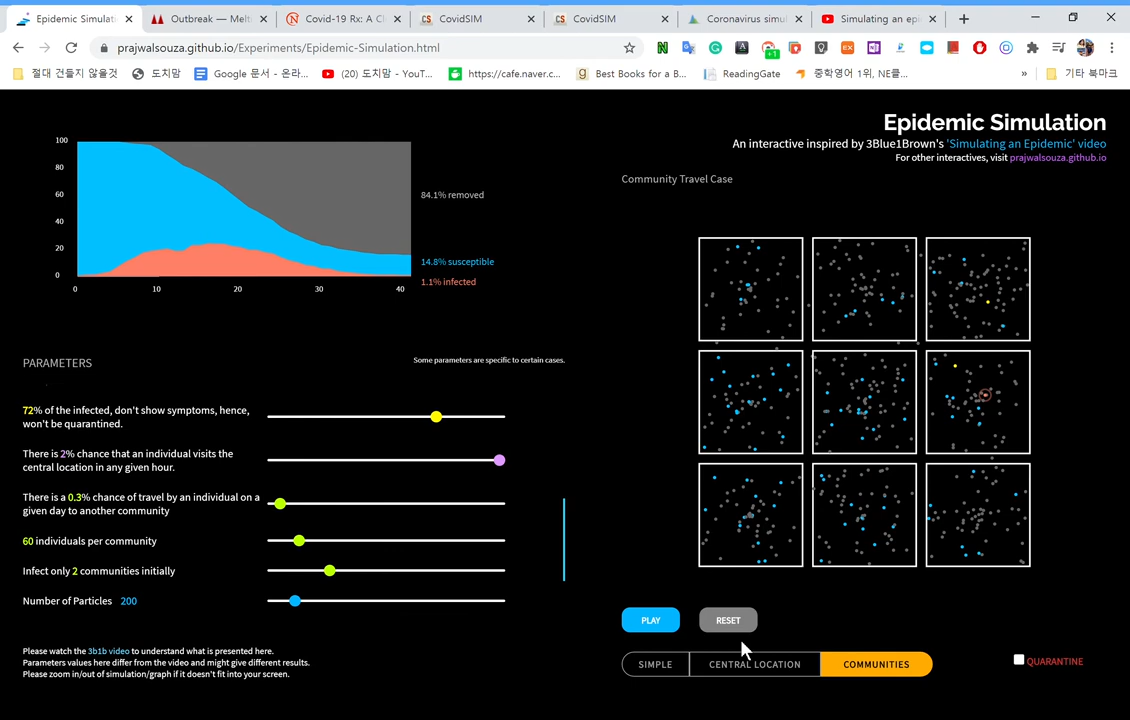 Epidemic Simulati
Outbreak — Melt
Covid-19 Rx: A Cl
CovidSIM
CovidSIM
Coronavirus simul
Simulating an epi
prajwalsouza.github.io/Experiments/Epidemic-Simulation.html
절대 건들지 않을것
도치맘
Google 문서 - 온라...
(20) 도치맘 - YouT...
https://cafe.naver.c...
Best Books for a B...
ReadingGate
중학영어 1위, NE클...
»
기타 북마크
Epidemic Simulation
An interactive inspired by 3Blue1Brown's 'Simulating an Epidemic' video
For other interactives, visit prajwalsouza.github.io
Community Travel Case
100
80
60
40
20
0
0 10 20 30 40
84.1% removed
14.8% susceptible
1.1% infected
PARAMETERS
Some parameters are specific to certain cases.
72% of the infected, don't show symptoms, hence,
won't be quarantined.
There is 2% chance that an individual visits the
central location in any given hour.
There is a 0.3% chance of travel by an individual on a
given day to another community
60 individuals per community
Infect only 2 communities initially
Number of Particles 200
Please watch the 3b1b video to understand what is presented here.
Parameters values here differ from the video and might give different results.
Please zoom in/out of simulation/graph if it doesn't fit into your screen.
PLAY
RESET
SIMPLE
CENTRAL LOCATION
COMMUNITIES
QUARANTINE